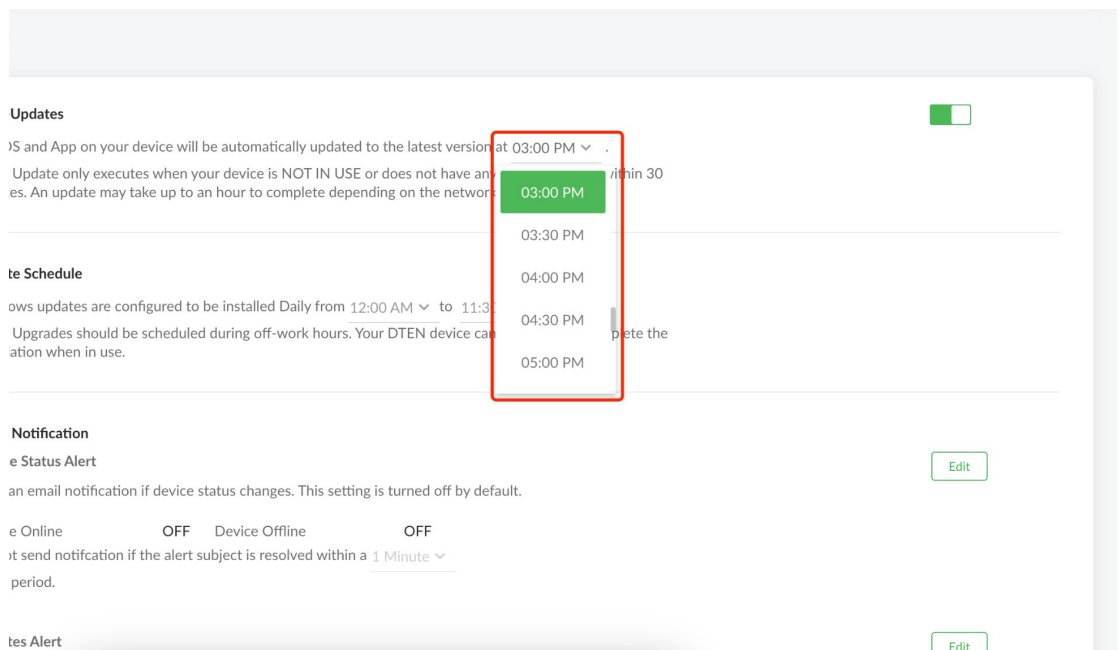 Updates
OS and App on your device will be automatically updated to the latest version at 03:00 PM .
Update only executes when your device is NOT IN USE or does not have any within 30
es. An update may take up to an hour to complete depending on the network
03:00 PM
03:30 PM
04:00 PM
04:30 PM
05:00 PM
te Schedule
ows updates are configured to be installed Daily from 12:00 AM to 11:3
Upgrades should be scheduled during off-work hours. Your DTEN device can plete the
lation when in use.
Notification
e Status Alert
Edit
an email notification if device status changes. This setting is turned off by default.
e Online OFF Device Offline OFF
ot send notifcation if the alert subject is resolved within a 1 Minute
period.
tes Alert
Edit